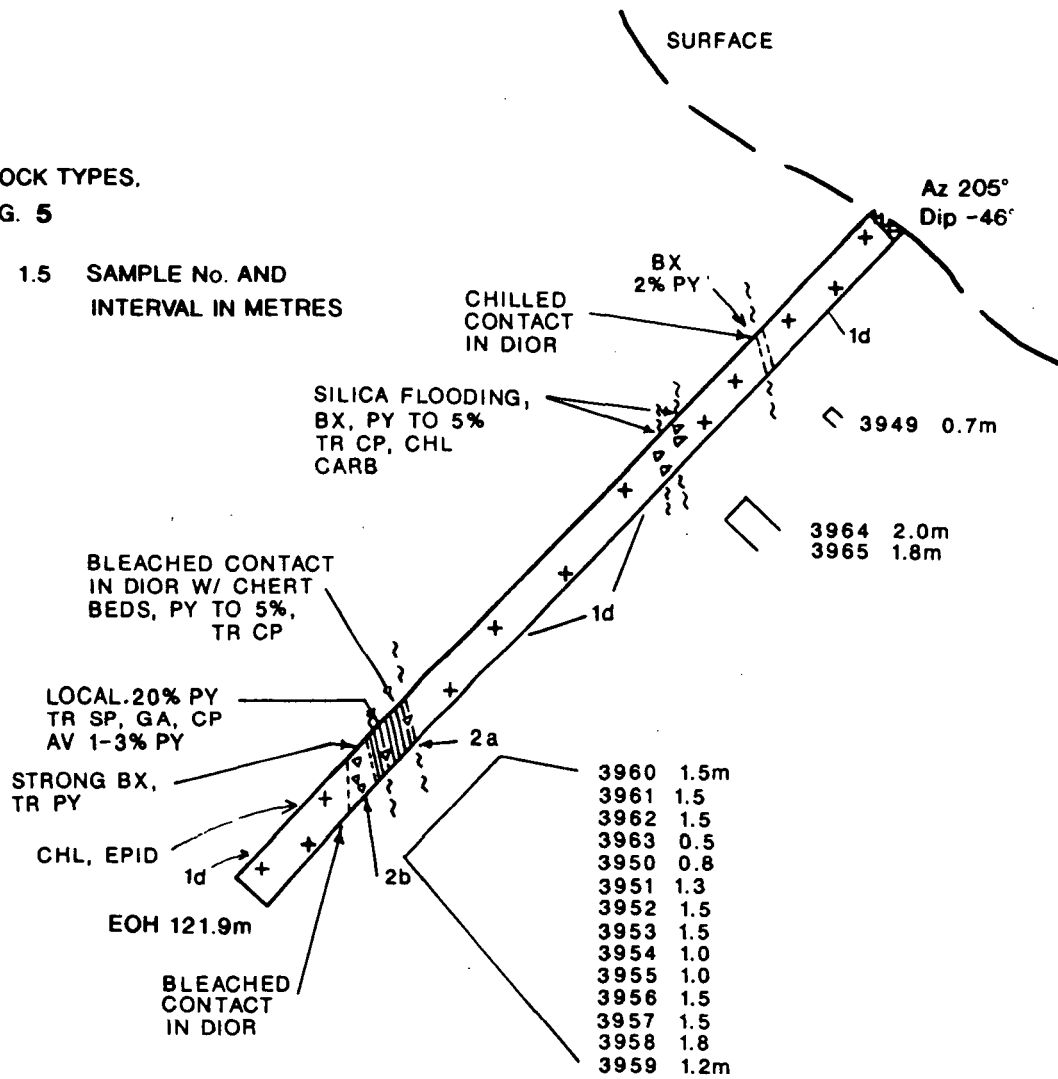 SURFACE
OCK TYPES,
G. 5
1.5 SAMPLE No. AND
INTERVAL IN METRES
Az 205°
Dip -46°
BX
2% PY
CHILLED
CONTACT
IN DIOR
1d
SILICA FLOODING,
BX, PY TO 5%
TR CP, CHL
CARB
3949 0.7m
3964 2.0m
3965 1.8m
BLEACHED CONTACT
IN DIOR W/ CHERT
BEDS, PY TO 5%,
TR CP
1d
LOCAL.20% PY
TR SP, GA, CP
AV 1-3% PY
2a
STRONG BX,
TR PY
CHL, EPID
1d
2b
EOH 121.9m
BLEACHED
CONTACT
IN DIOR
3960 1.5m
3961 1.5
3962 1.5
3963 0.5
3950 0.8
3951 1.3
3952 1.5
3953 1.5
3954 1.0
3955 1.0
3956 1.5
3957 1.5
3958 1.8
3959 1.2m